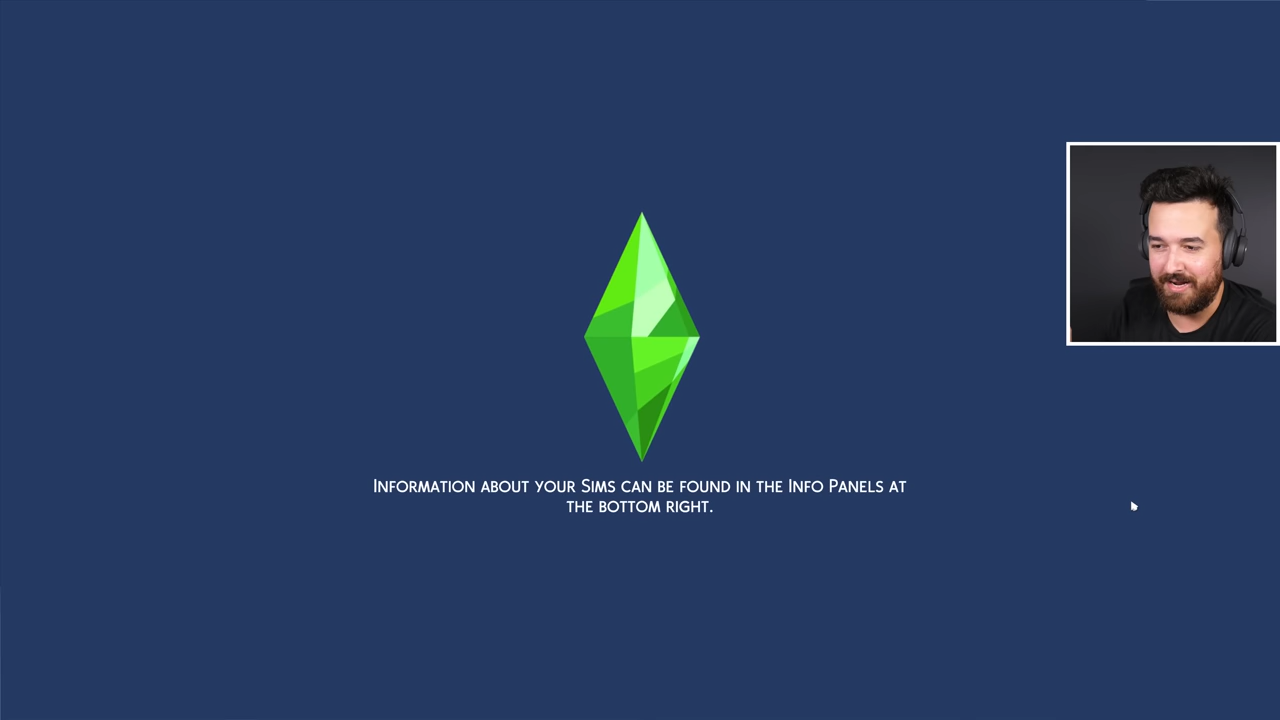 Information about your Sims can be found in the Info Panels at
the bottom right.